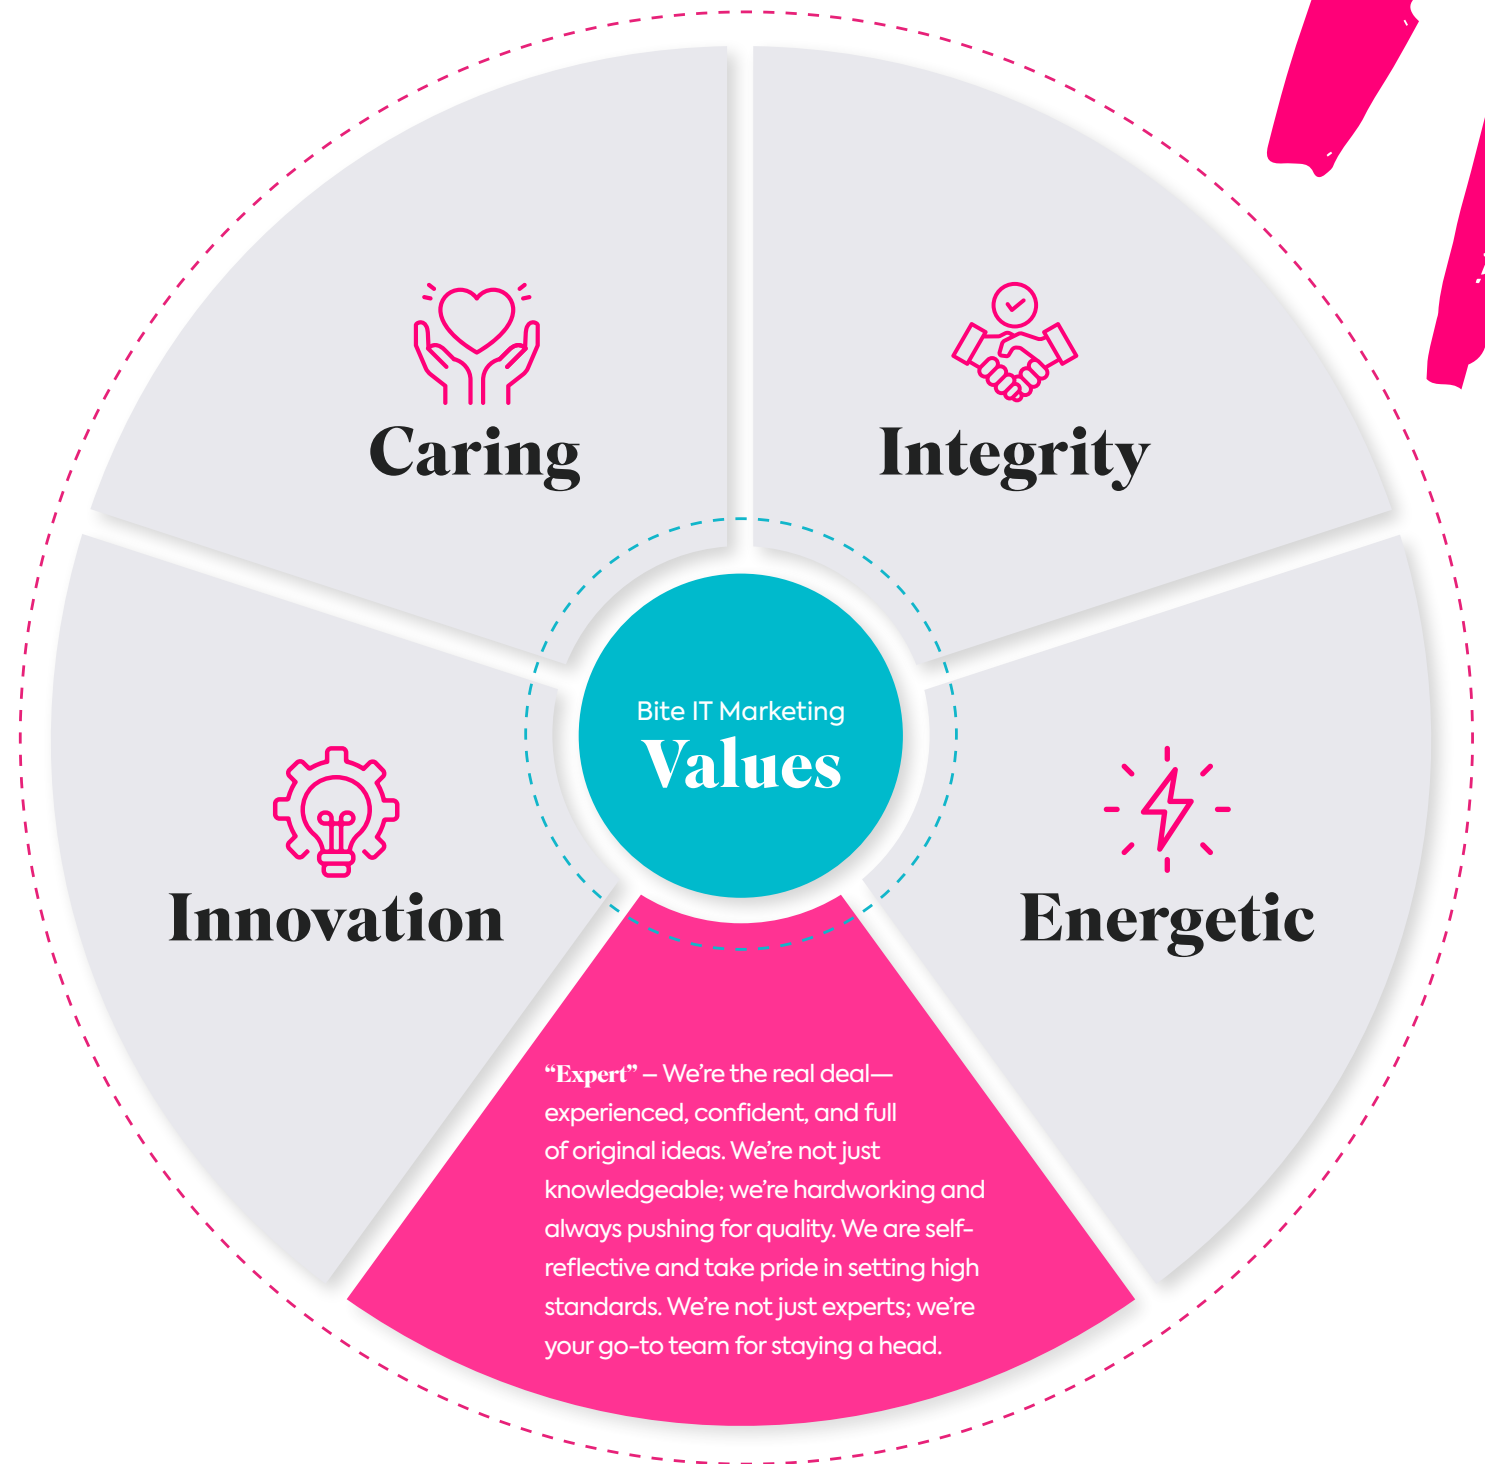 Caring
Integrity
Bite IT Marketing
Values
Innovation
Energetic
“Expert” – We’re the real deal—
experienced, confident, and full
of original ideas. We’re not just
knowledgeable; we’re hardworking and
always pushing for quality. We are self-
reflective and take pride in setting high
standards. We’re not just experts; we’re
your go-to team for staying a head.